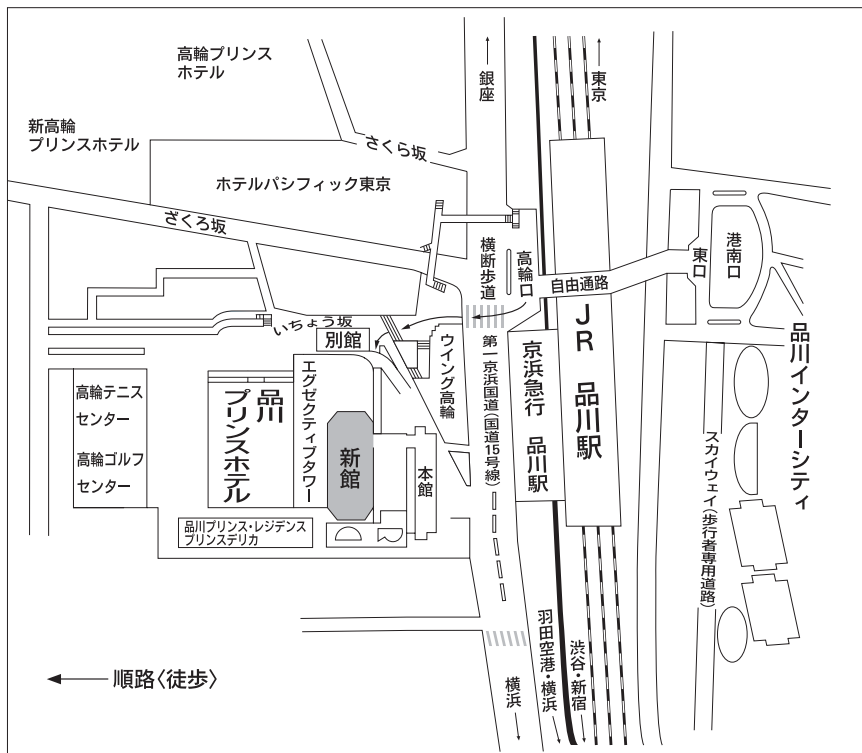 高輪プリンス
ホテル
新高輪
プリンスホテル
さくら坂
ホテルパシフィック東京
ざくろ坂
銀座
東京
横断歩道
高輪口
自由通路
東口
港南口
いちょう坂
別館
ウイング高輪
第一京浜国道(国道15号線)
京浜急行 品川駅
JR 品川駅
品川インターシティ
スカイウェイ(歩行者専用道路)
高輪テニス
センター
高輪ゴルフ
センター
品川
プリンスホテル
エグゼクティブタワー
新館
本館
品川プリンス・レジデンス
プリンスデリカ
順路〈徒歩〉
横浜
羽田空港・横浜
渋谷・新宿